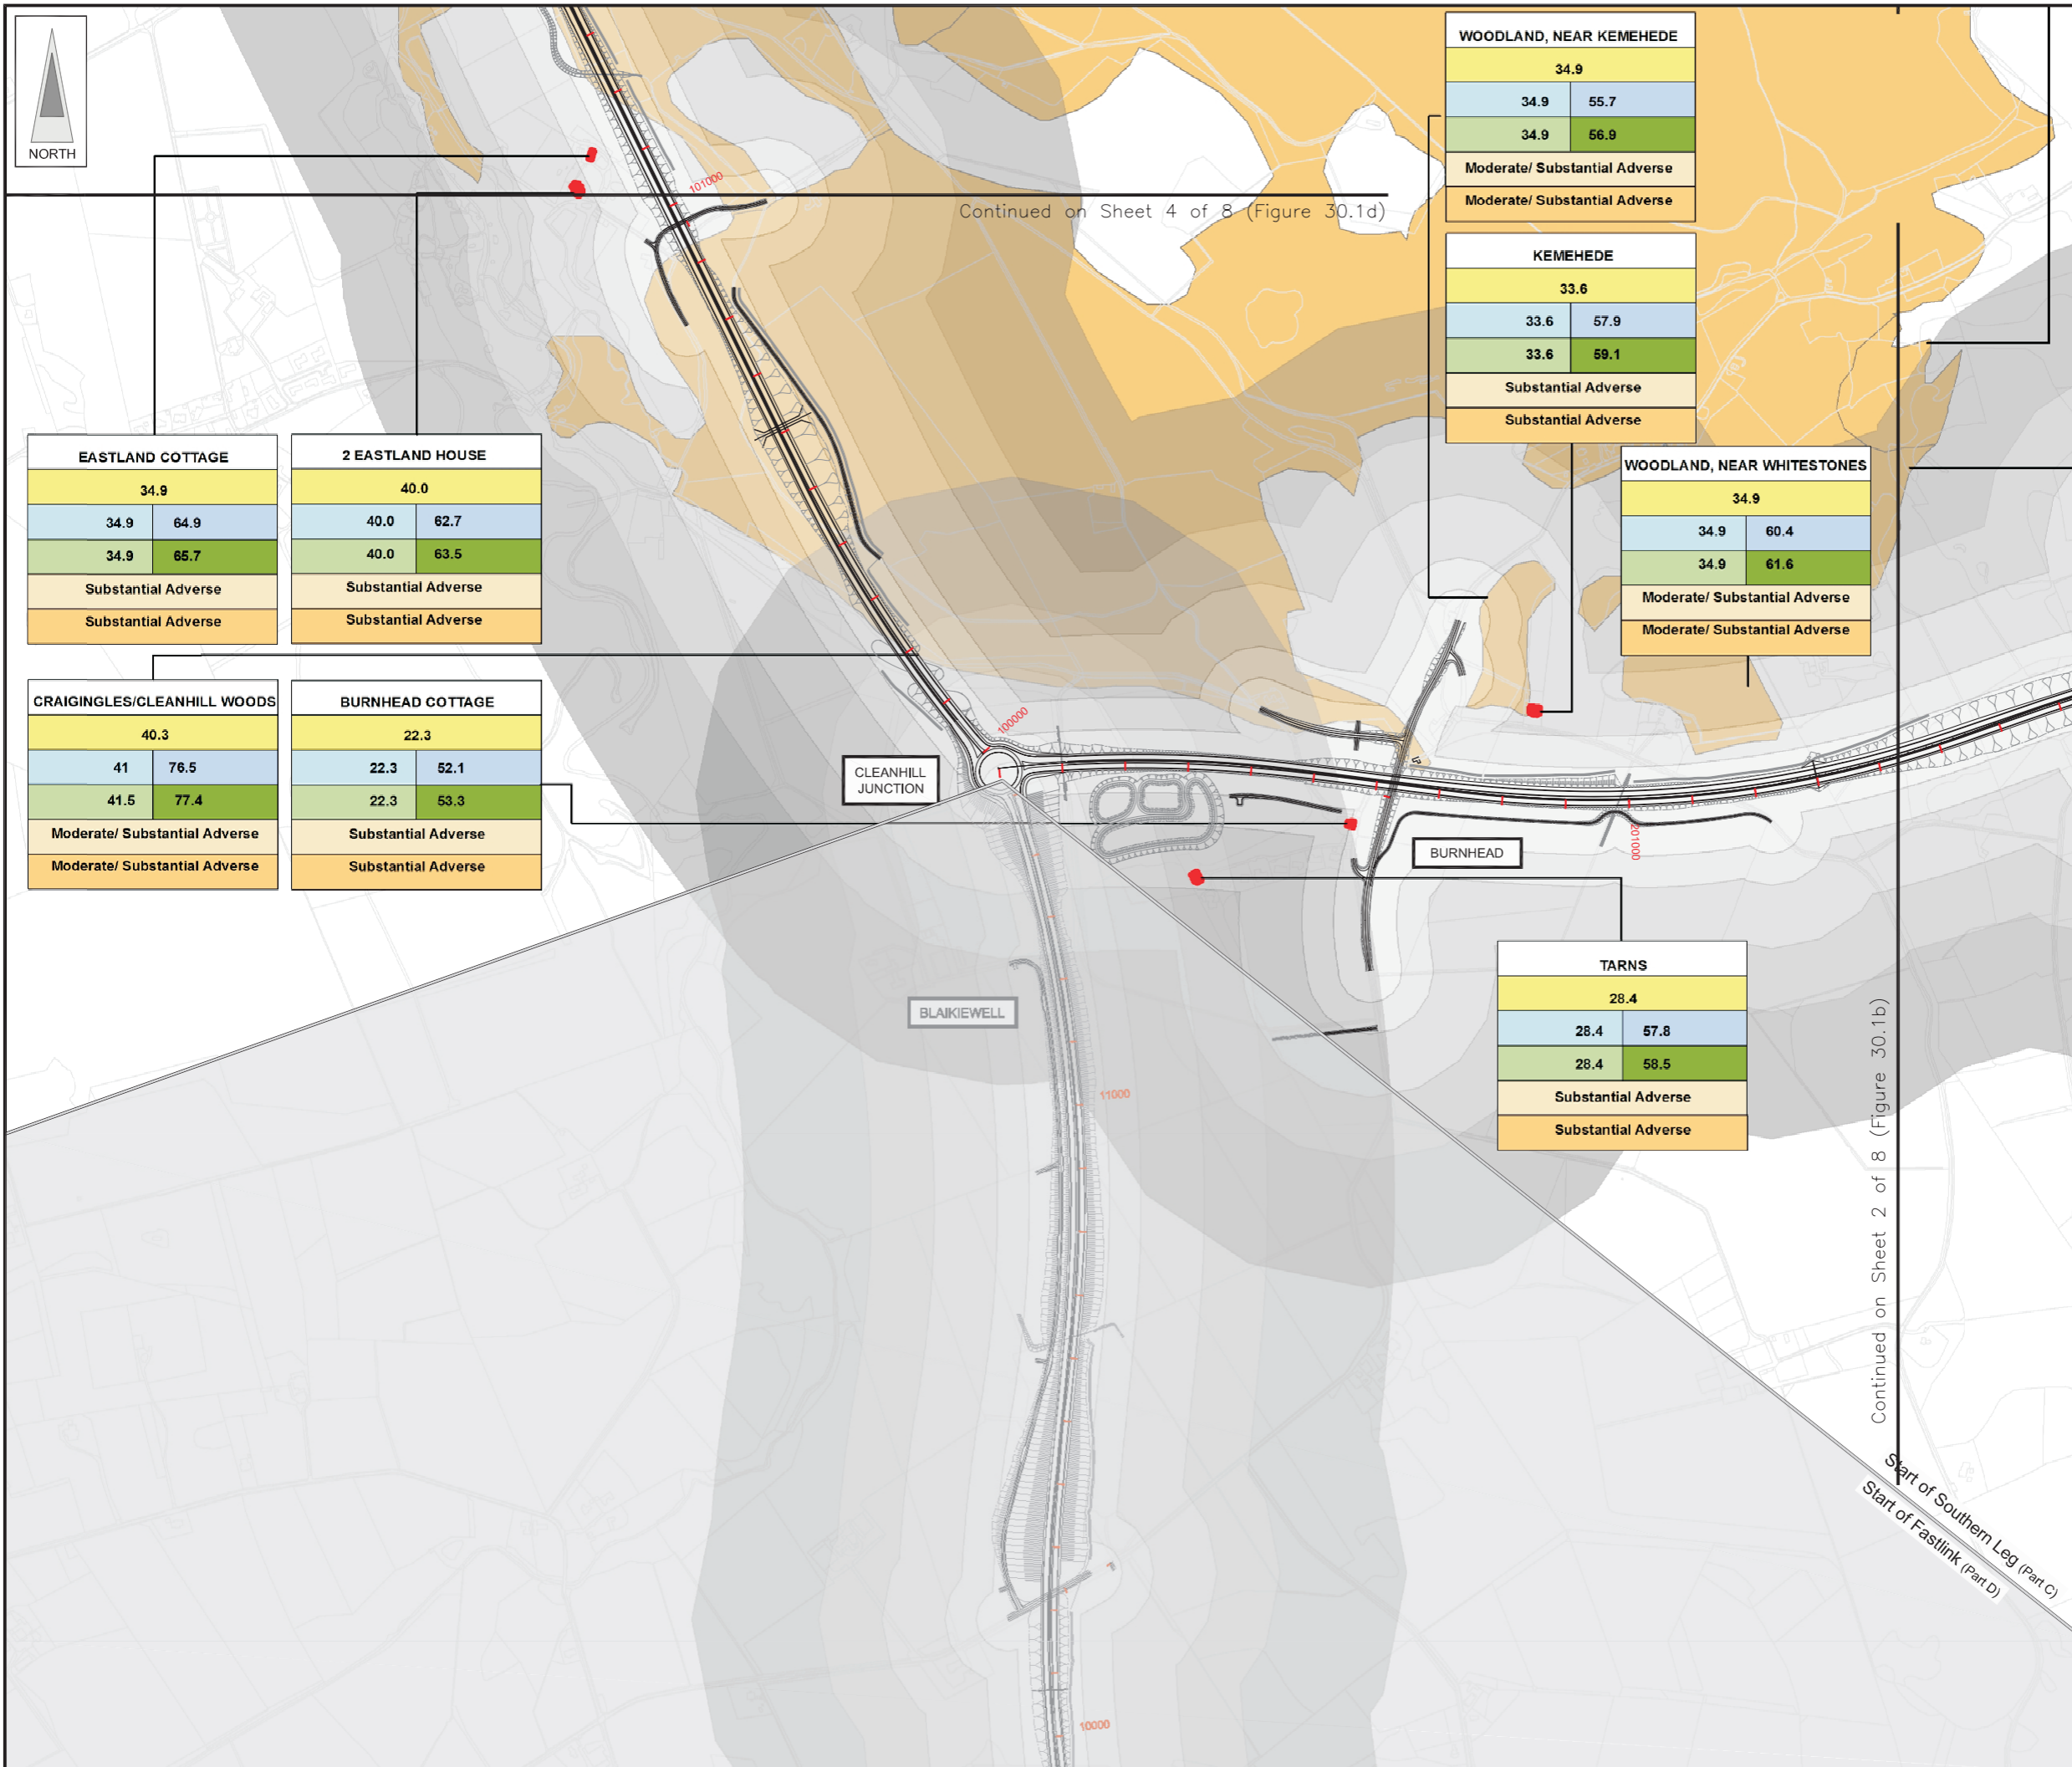 NORTH
WOODLAND, NEAR KEMEHEDE
34.9
34.9 55.7
34.9 56.9
Moderate/ Substantial Adverse
Moderate/ Substantial Adverse
101000
Continued on Sheet 4 of 8 (Figure 30.1d)
KEMEHEDE
33.6
33.6 57.9
33.6 59.1
Substantial Adverse
Substantial Adverse
EASTLAND COTTAGE
34.9
34.9 64.9
34.9 65.7
Substantial Adverse
Substantial Adverse
2 EASTLAND HOUSE
40.0
40.0 62.7
40.0 63.5
Substantial Adverse
Substantial Adverse
WOODLAND, NEAR WHITESTONES
34.9
34.9 60.4
34.9 61.6
Moderate/ Substantial Adverse
Moderate/ Substantial Adverse
CRAIGINGLES/CLEANHILL WOODS
40.3
41 76.5
41.5 77.4
Moderate/ Substantial Adverse
Moderate/ Substantial Adverse
BURNHEAD COTTAGE
22.3
22.3 52.1
22.3 53.3
Substantial Adverse
Substantial Adverse
100000
CLEANHILL
JUNCTION
201000
BURNHEAD
TARNS
28.4
28.4 57.8
28.4 58.5
Substantial Adverse
Substantial Adverse
BLAIKIEWELL
11000
Continued on Sheet 2 of 8 (Figure 30.1b)
Start of Southern Leg (Part C)
Start of Fastlink (Part D)
10000